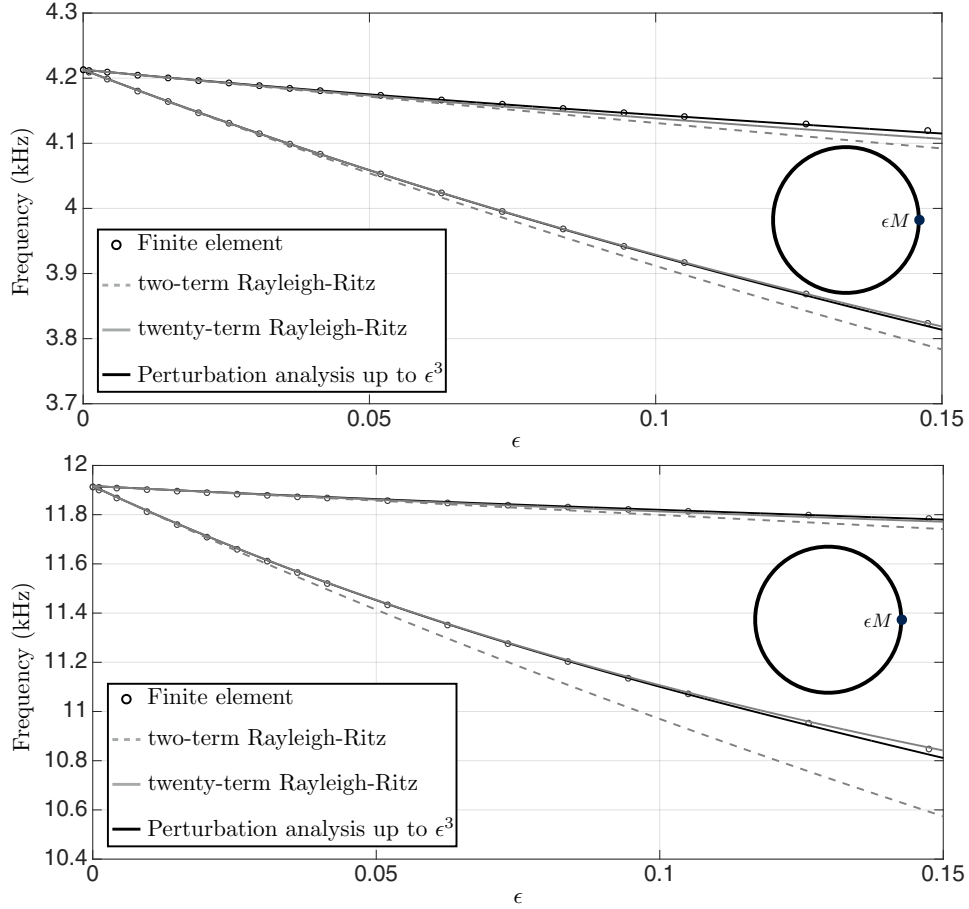 4.3
4.2
4.1
4
3.9
3.8
3.7
Frequency (kHz)
ϵM
Finite element
two-term Rayleigh-Ritz
twenty-term Rayleigh-Ritz
Perturbation analysis up to ϵ³
0 0.05 0.1 0.15
ϵ
12
11.8
11.6
11.4
11.2
11
10.8
10.6
10.4
Frequency (kHz)
ϵM
Finite element
two-term Rayleigh-Ritz
twenty-term Rayleigh-Ritz
Perturbation analysis up to ϵ³
0 0.05 0.1 0.15
ϵ